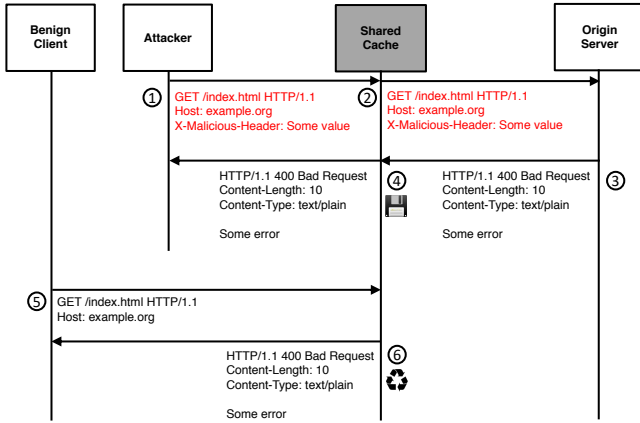 Benign
Client
Attacker
Shared
Cache
Origin
Server
1
GET /index.html HTTP/1.1
Host: example.org
X-Malicious-Header: Some value
2
GET /index.html HTTP/1.1
Host: example.org
X-Malicious-Header: Some value
HTTP/1.1 400 Bad Request
Content-Length: 10
Content-Type: text/plain
Some error
4
HTTP/1.1 400 Bad Request
Content-Length: 10
Content-Type: text/plain
Some error
3
5
GET /index.html HTTP/1.1
Host: example.org
HTTP/1.1 400 Bad Request
Content-Length: 10
Content-Type: text/plain
Some error
6